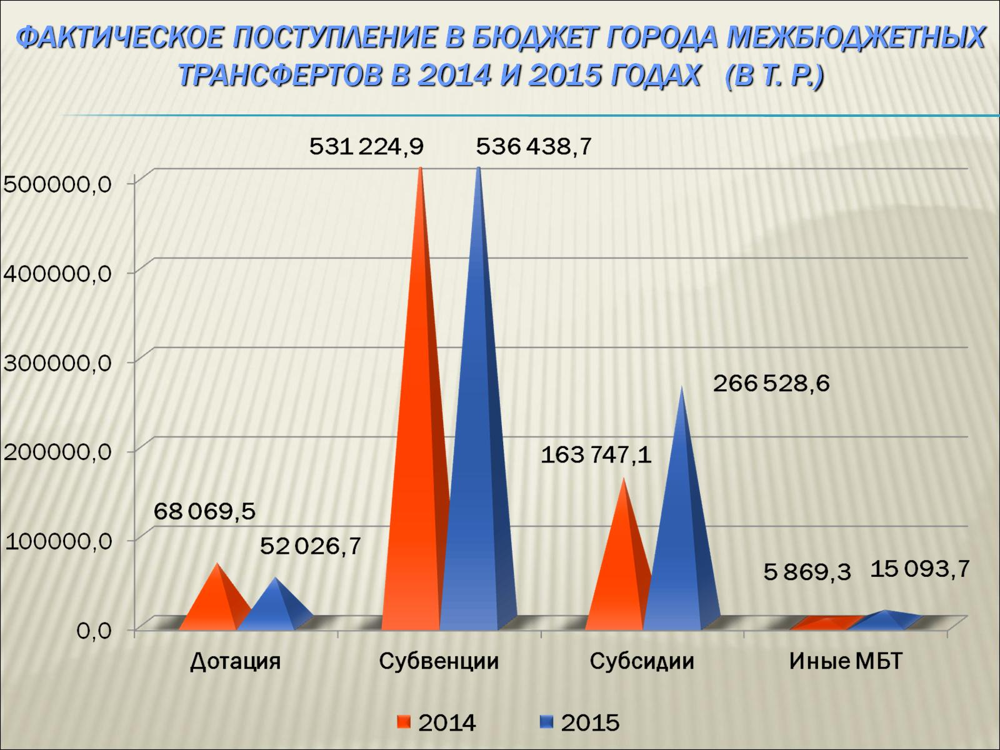 ФАКТИЧЕСКОЕ ПОСТУПЛЕНИЕ В БЮДЖЕТ ГОРОДА МЕЖБЮДЖЕТНЫХ
ТРАНСФЕРТОВ В 2014 И 2015 ГОДАХ (В Т. Р.)
531 224,9 536 438,7
500000,0
400000,0
300000,0
266 528,6
200000,0
163 747,1
68 069,5
100000,0
52 026,7
5 869,3 15 093,7
0,0
Дотация Субвенции Субсидии Иные МБТ
2014 2015